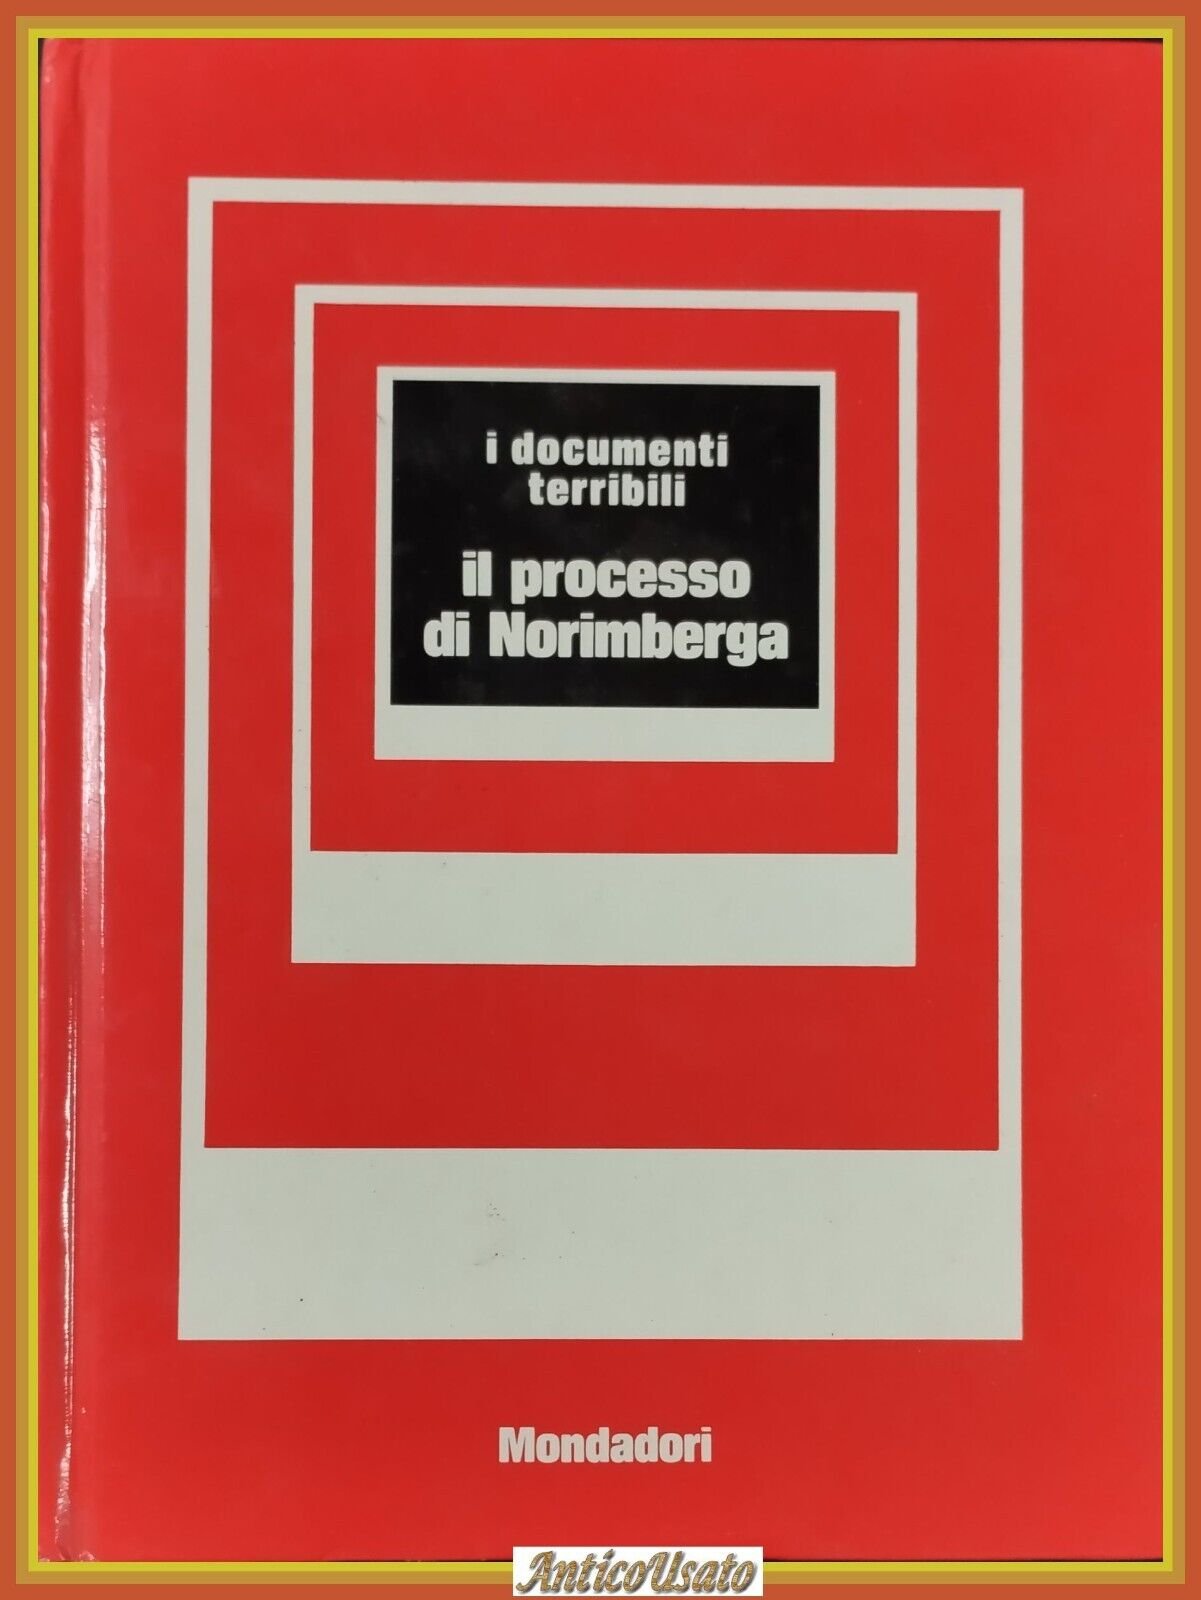 i documenti
terribili
il processo
di Norimberga
Mondadori
AnticoUsato